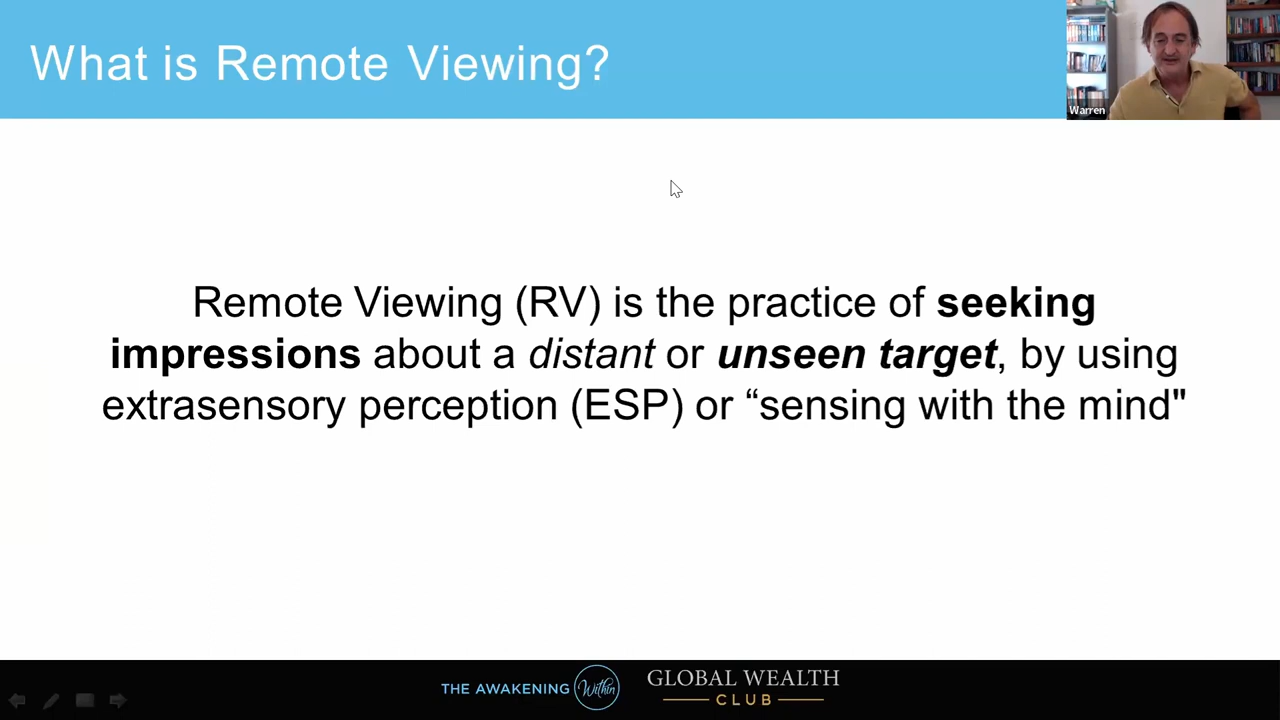 What is Remote Viewing?
Warren
Remote Viewing (RV) is the practice of seeking
impressions about a distant or unseen target, by using
extrasensory perception (ESP) or “sensing with the mind"
THE AWAKENING Within
GLOBAL WEALTH
CLUB